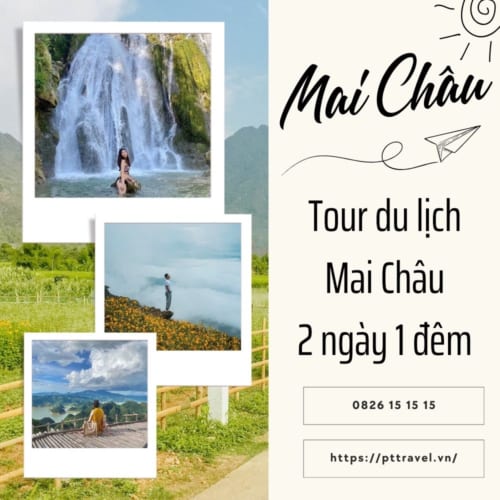 Mai Châu
Tour du lịch
Mai Châu
2 ngày 1 đêm
0826 15 15 15
https://pttravel.vn/